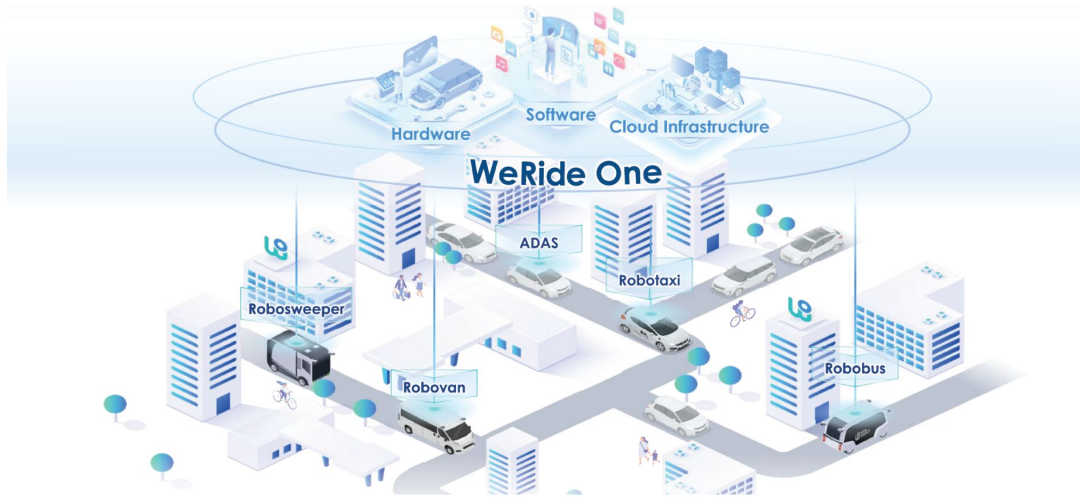 Software
Hardware
Cloud Infrastructure
WeRide One
ADAS
Robotaxi
Robosweeper
Robovan
Robobus